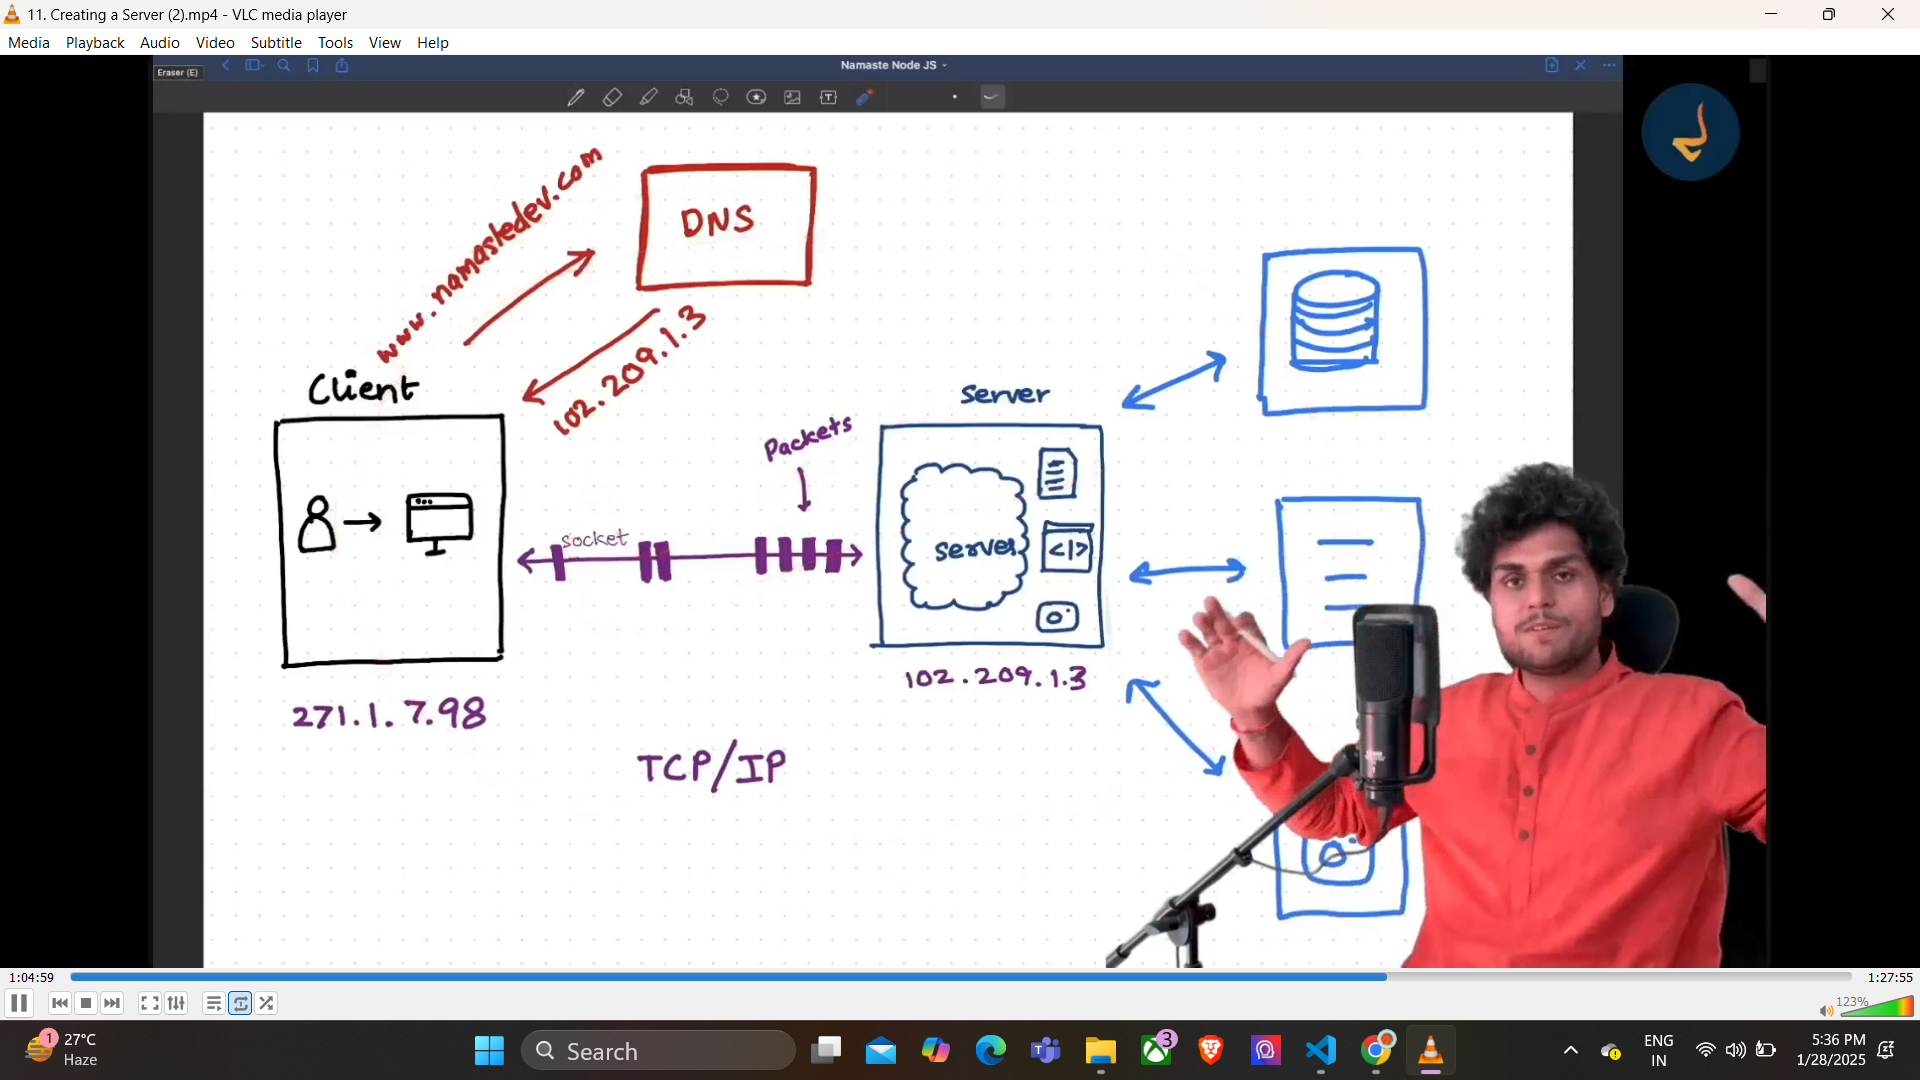 11. Creating a Server (2).mp4 - VLC media player
Media Playback Audio Video Subtitle Tools View Help
Eraser (E)
Namaste Node JS
www.namastedev.com
DNS
102.209.1.3
Client
Packets
Server
socket
server
<|>
271.1.7.98
102.209.1.3
TCP/IP
1:04:59
1:27:55
123%
1
27°C
Haze
Search
3
ENG
IN
5:36 PM
1/28/2025